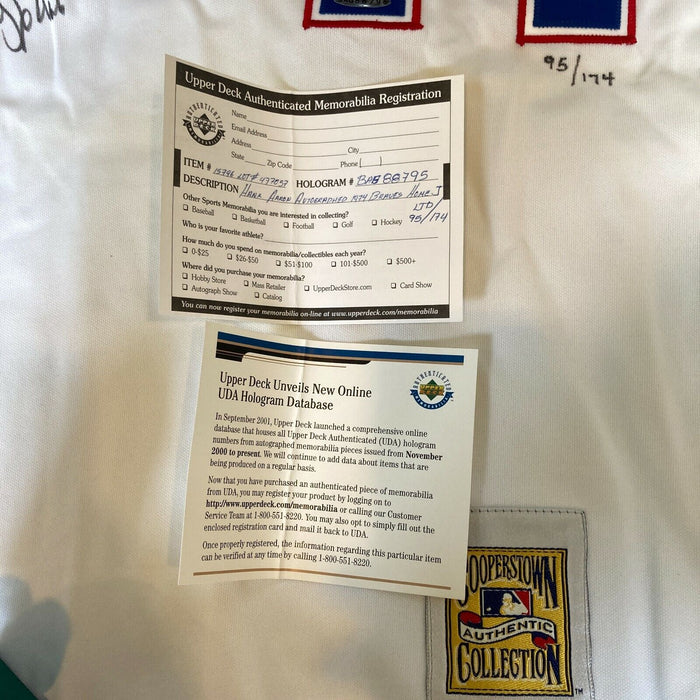 95/174
Upper Deck Authenticated Memorabilia Registration
AUTHENTICATED
UPPER DECK
MEMORABILIA
Name
Email Address
Address
City
State Zip Code Phone ( )
ITEM # 15796 LOT# 437057 HOLOGRAM # BAB88795
DESCRIPTION HANK AARON AUTOGRAPHED 1974 BRAVES HOME J
LTD/
95/174
Other Sports Memorabilia you are interested in collecting?
❑ Baseball ❑ Basketball ❑ Football ❑ Golf ❑ Hockey
Who is your favorite athlete?
How much do you spend on memorabilia/collectibles each year?
❑ 0-$25 ❑ $26-$50 ❑ $51-$100 ❑ 101-$500 ❑ $500+
Where did you purchase your memorabilia?
❑ Hobby Store ❑ Mass Retailer ❑ UpperDeckStore.com ❑ Card Show
❑ Autograph Show ❑ Catalog
You can now register your memorabilia on-line at www.upperdeck.com/memorabilia
Upper Deck Unveils New Online
UDA Hologram Database
AUTHENTICATED
UPPER DECK
MEMORABILIA
In September 2001, Upper Deck launched a comprehensive online
database that houses all Upper Deck Authenticated (UDA) hologram
numbers from autographed memorabilia pieces issued from November
2000 to present. We will continue to add data about items that are
being produced on a regular basis.
Now that you have purchased an authenticated piece of memorabilia
from UDA, you may register your product by logging on to
http://www.upperdeck.com/memorabilia or calling our Customer
Service Team at 1-800-551-8220. You may also opt to simply fill out the
enclosed registration card and mail it back to UDA.
Once properly registered, the information regarding this particular item
can be verified at any time by calling 1-800-551-8220.
COOPERSTOWN
AUTHENTIC
COLLECTION
TM